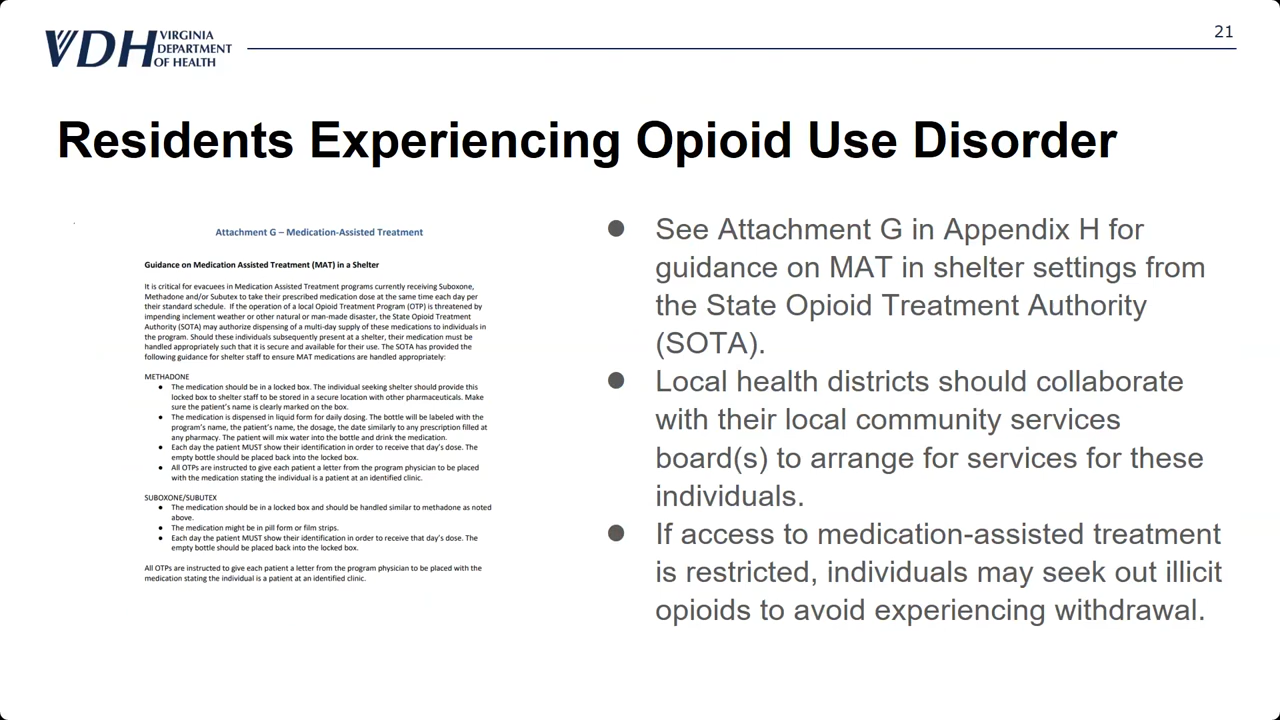 VDH VIRGINIA
DEPARTMENT
OF HEALTH
21
Residents Experiencing Opioid Use Disorder
Attachment G – Medication-Assisted Treatment
Guidance on Medication Assisted Treatment (MAT) in a Shelter
It is critical for evacuees in Medication Assisted Treatment programs currently receiving Suboxone,
Methadone and/or Subutex to take their prescribed medication dose at the same time each day per
their standard schedule. If the operation of a local Opioid Treatment Program (OTP) is threatened by
impending inclement weather or other natural or man-made disaster, the State Opioid Treatment
Authority (SOTA) may authorize dispensing of a multi-day supply of these medications to individuals in
the program. Should these individuals subsequently present at a shelter, their medication must be
handled appropriately such that it is secure and available for their use. The SOTA has provided the
following guidance for shelter staff to ensure MAT medications are handled appropriately:
METHADONE
● The medication should be in a locked box. The individual seeking shelter should provide this
locked box to shelter staff to be stored in a secure location with other pharmaceuticals. Make
sure the patient's name is clearly marked on the box.
● The medication is dispensed in liquid form for daily dosing. The bottle will be labeled with the
program's name, the patient's name, the dosage, the date similarly to any prescription filled at
any pharmacy. The patient will mix water into the bottle and drink the medication.
● Each day the patient MUST show their identification in order to receive that day's dose. The
empty bottle should be placed back into the locked box.
● All OTPs are instructed to give each patient a letter from the program physician to be placed
with the medication stating the individual is a patient at an identified clinic.
SUBOXONE/SUBUTEX
● The medication should be in a locked box and should be handled similar to methadone as noted
above.
● The medication might be in pill form or film strips.
● Each day the patient MUST show their identification in order to receive that day's dose. The
empty bottle should be placed back into the locked box.
All OTPs are instructed to give each patient a letter from the program physician to be placed with the
medication stating the individual is a patient at an identified clinic.
● See Attachment G in Appendix H for
guidance on MAT in shelter settings from
the State Opioid Treatment Authority
(SOTA).
● Local health districts should collaborate
with their local community services
board(s) to arrange for services for these
individuals.
● If access to medication-assisted treatment
is restricted, individuals may seek out illicit
opioids to avoid experiencing withdrawal.